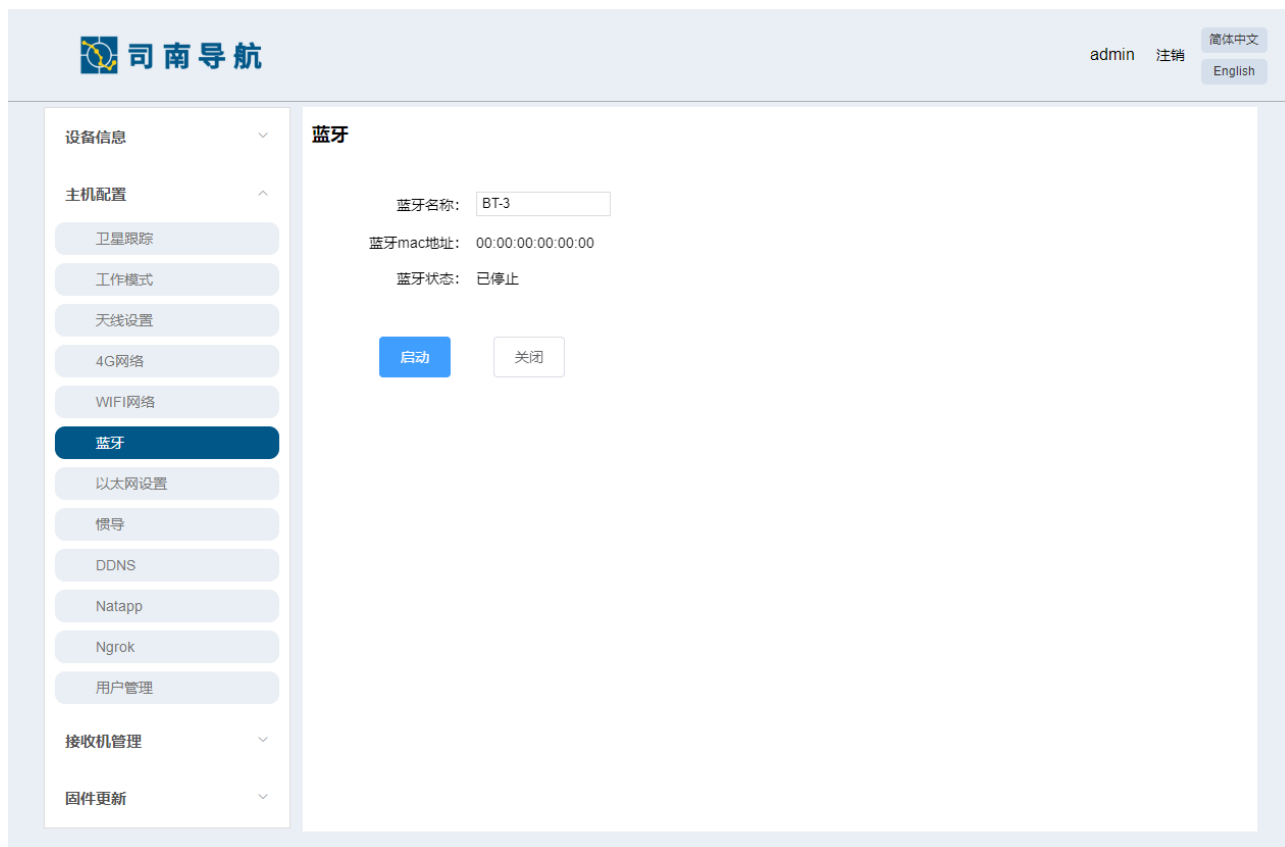 司南导航
admin 注销 简体中文
English
设备信息
主机配置
卫星跟踪
工作模式
天线设置
4G网络
WIFI网络
蓝牙
以太网设置
惯导
DDNS
Natapp
Ngrok
用户管理
接收机管理
固件更新
蓝牙
蓝牙名称： BT-3
蓝牙mac地址： 00:00:00:00:00:00
蓝牙状态： 已停止
启动 关闭